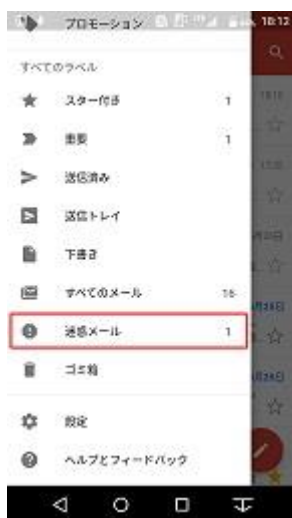 プロモーション 18:12
すべてのラベル
スター付き 1
重要 1
送信済み
送信トレイ
下書き
すべてのメール 16
迷惑メール 1
ゴミ箱
設定
ヘルプとフィードバック